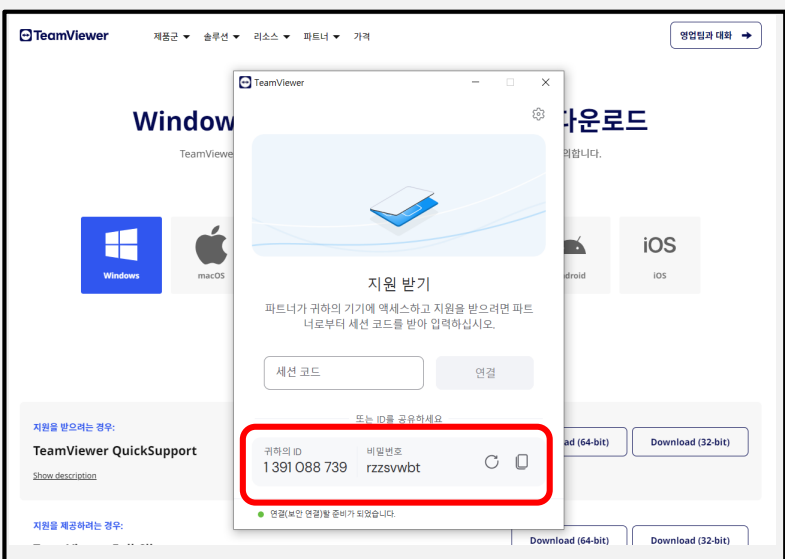 TeamViewer
제품군 솔루션 리소스 파트너 가격
영업팀과 대화
TeamViewer
Window
다운로드
TeamViewe
의합니다.
Windows
macOS
droid
iOS
iOS
지원 받기
파트너가 귀하의 기기에 액세스하고 지원을 받으려면 파트
너로부터 세션 코드를 받아 입력하십시오.
세션 코드
연결
또는 ID를 공유하세요
귀하의 ID
비밀번호
1 391 088 739
rzzsvwbt
연결(보안 연결)할 준비가 되었습니다.
지원을 받으려는 경우:
TeamViewer QuickSupport
Show description
ad (64-bit)
Download (32-bit)
지원을 제공하려는 경우:
Download (64-bit)
Download (32-bit)